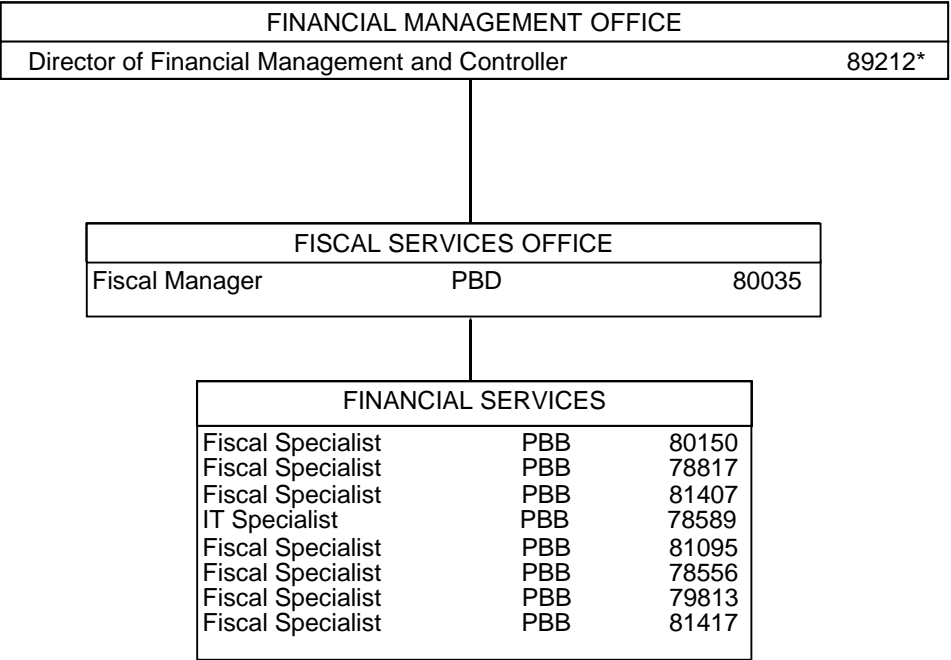 FINANCIAL MANAGEMENT OFFICE
Director of Financial Management and Controller 89212*
FISCAL SERVICES OFFICE
Fiscal Manager PBD 80035
FINANCIAL SERVICES
Fiscal Specialist PBB 80150
Fiscal Specialist PBB 78817
Fiscal Specialist PBB 81407
IT Specialist PBB 78589
Fiscal Specialist PBB 81095
Fiscal Specialist PBB 78556
Fiscal Specialist PBB 79813
Fiscal Specialist PBB 81417